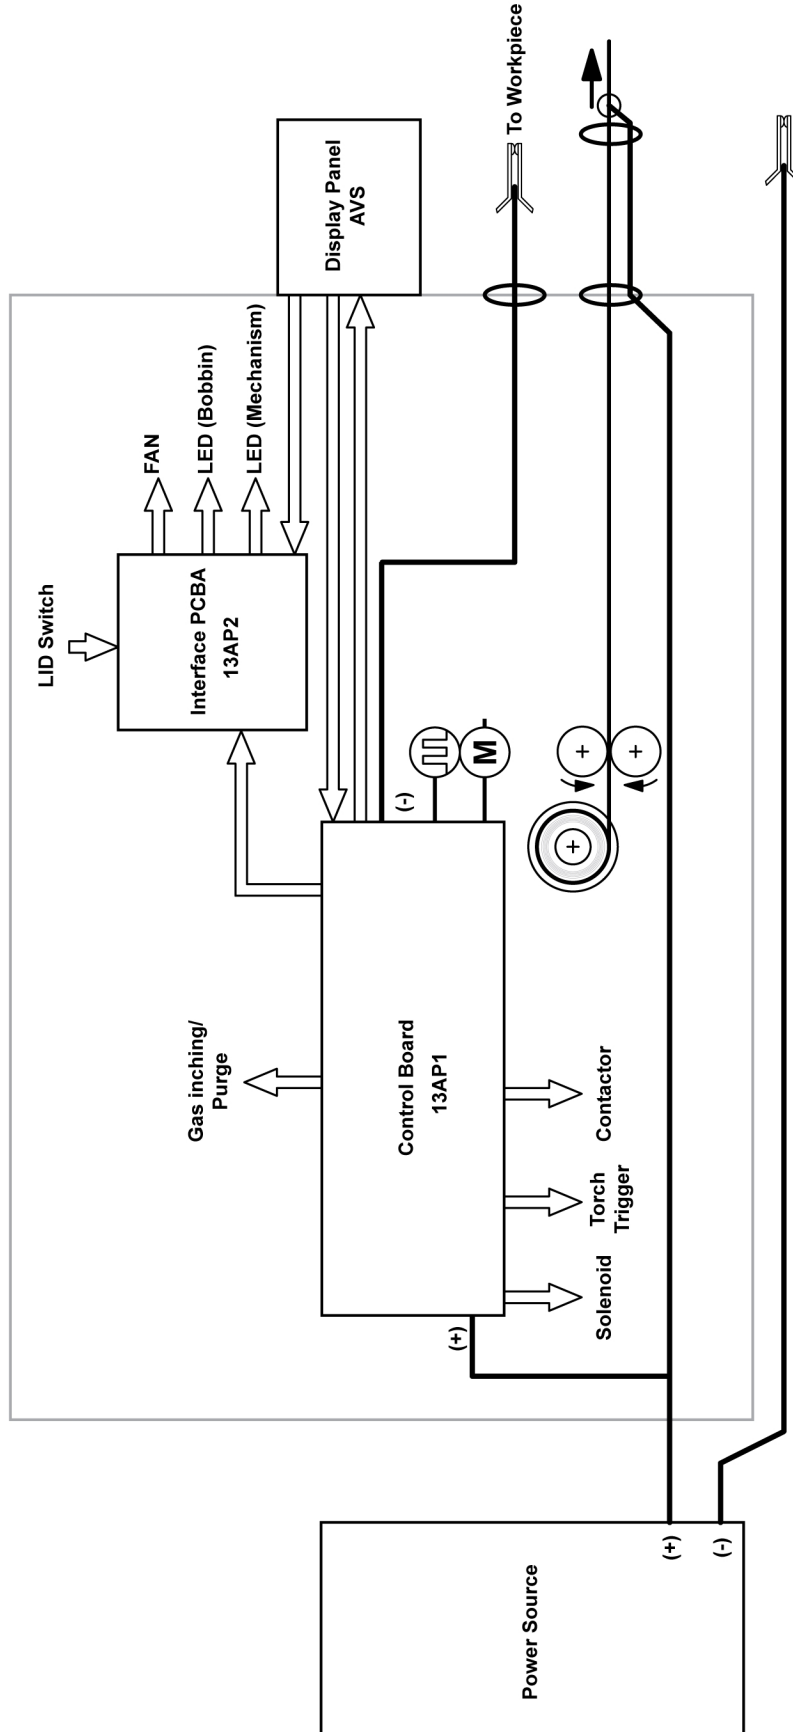 LID Switch
FAN
LED (Bobbin)
LED (Mechanism)
Interface PCBA
13AP2
Display Panel
AVS
To Workpiece
Gas inching/
Purge
Control Board
13AP1
(-)
M
+
+
+
(+)
Solenoid
Torch
Trigger
Contactor
Power Source
(+)
(-)